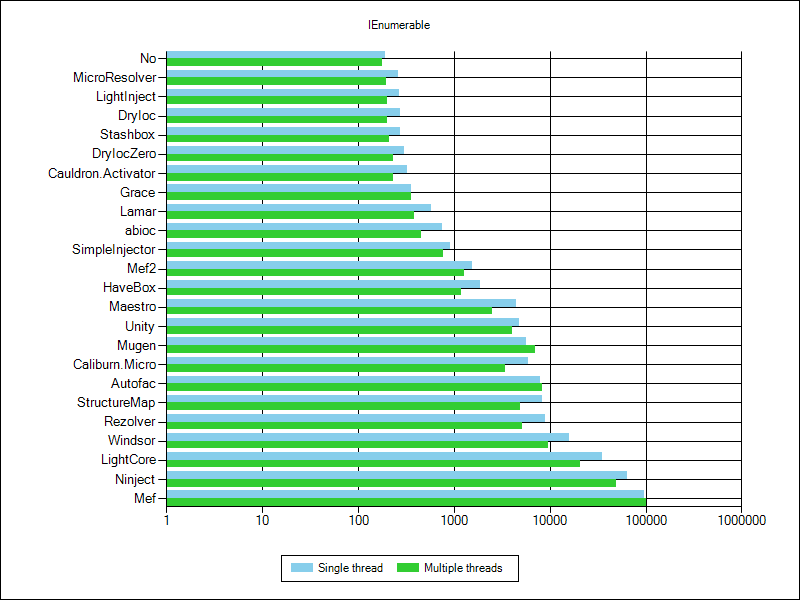 IEnumerable
No
MicroResolver
LightInject
DryIoc
Stashbox
DryIocZero
Cauldron.Activator
Grace
Lamar
abioc
SimpleInjector
Mef2
HaveBox
Maestro
Unity
Mugen
Caliburn.Micro
Autofac
StructureMap
Rezolver
Windsor
LightCore
Ninject
Mef
1 10 100 1000 10000 100000 1000000
Single thread Multiple threads